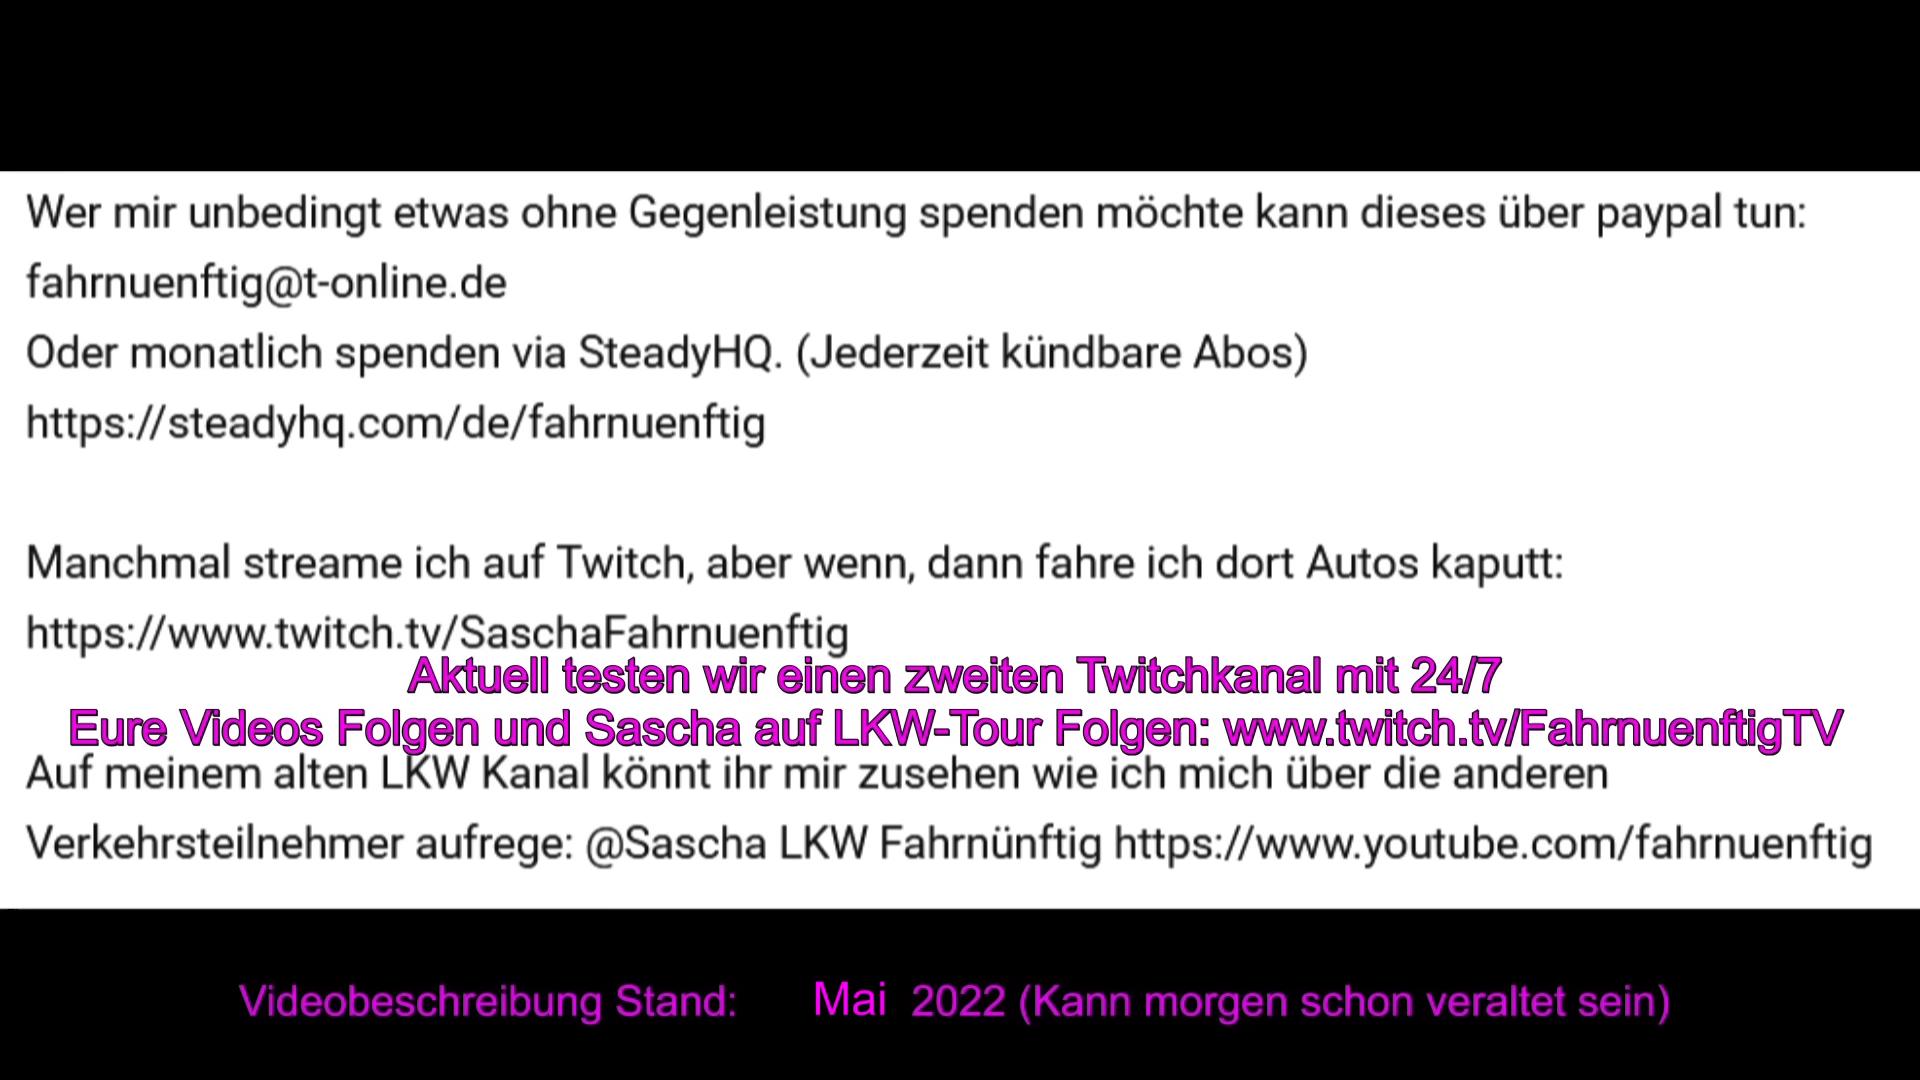 Wer mir unbedingt etwas ohne Gegenleistung spenden möchte kann dieses über paypal tun:
fahrnuenftig@t-online.de
Oder monatlich spenden via SteadyHQ. (Jederzeit kündbare Abos)
https://steadyhq.com/de/fahrnuenftig
Manchmal streame ich auf Twitch, aber wenn, dann fahre ich dort Autos kaputt:
https://www.twitch.tv/SaschaFahrnuenftig
Aktuell testen wir einen zweiten Twitchkanal mit 24/7
Eure Videos Folgen und Sascha auf LKW-Tour Folgen: www.twitch.tv/FahrnuenftigTV
Auf meinem alten LKW Kanal könnt ihr mir zusehen wie ich mich über die anderen
Verkehrsteilnehmer aufrege: @Sascha LKW Fahrnünftig https://www.youtube.com/fahrnuenftig
Videobeschreibung Stand: Mai 2022 (Kann morgen schon veraltet sein)